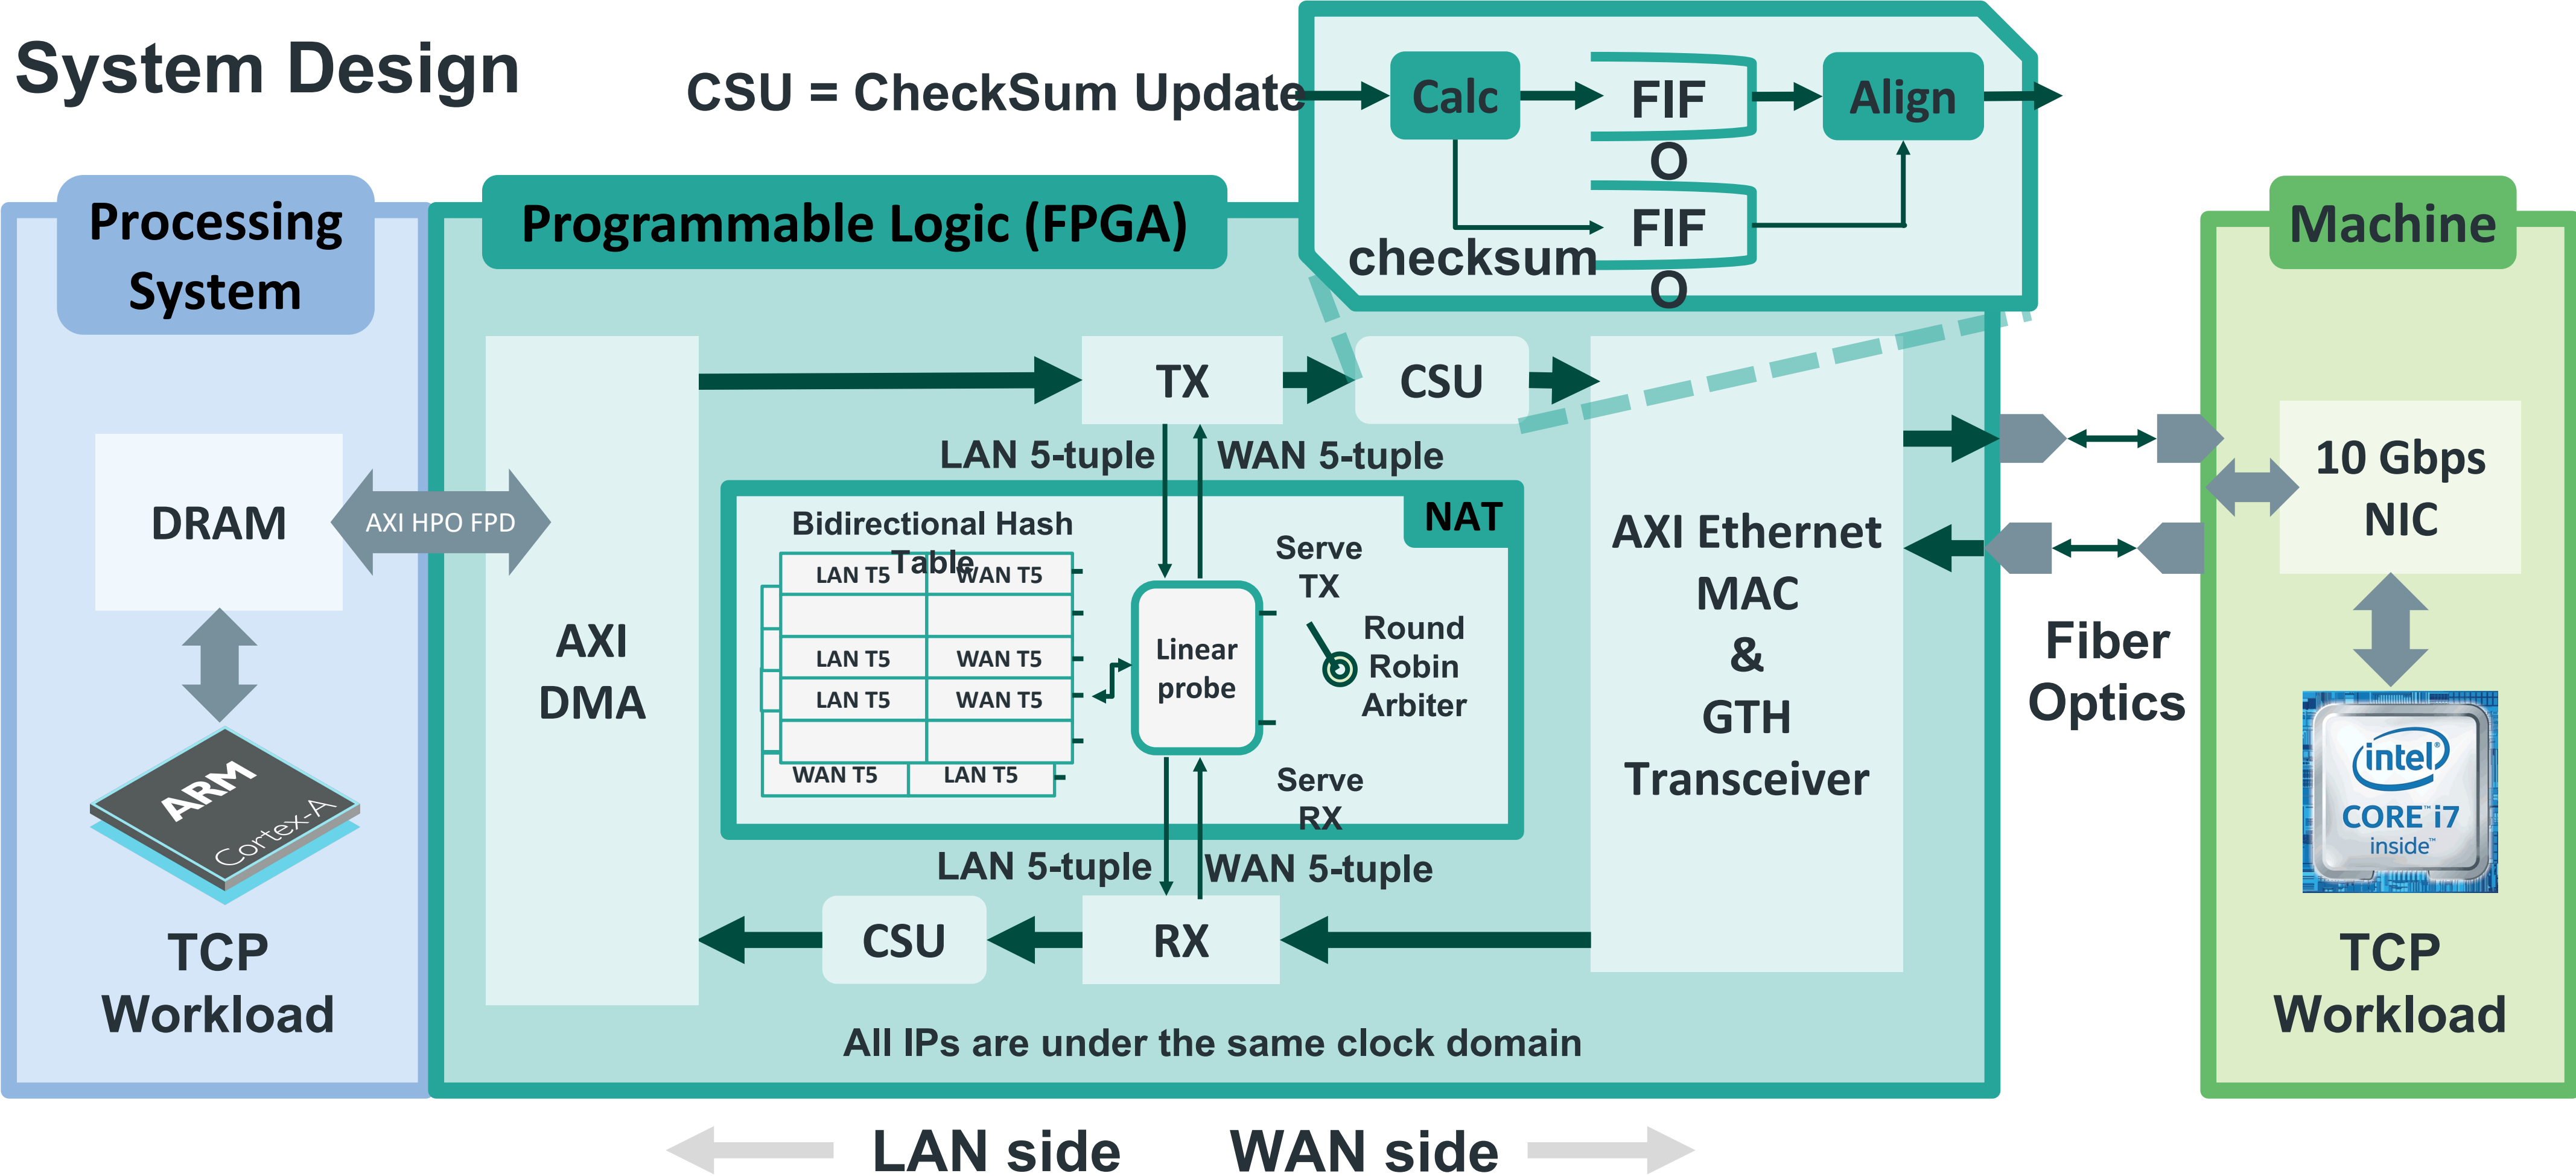 System Design
CSU = CheckSum Update
Calc
FIF
O
Align
checksum
FIF
O
Processing
System
Programmable Logic (FPGA)
Machine
DRAM
AXI HPO FPD
ARM
Cortex-A
TCP
Workload
AXI
DMA
TX
CSU
LAN 5-tuple
WAN 5-tuple
NAT
Bidirectional Hash
Table
LAN T5 WAN T5
LAN T5 WAN T5
LAN T5 WAN T5
WAN T5 LAN T5
Linear
probe
Serve
TX
Round
Robin
Arbiter
Serve
RX
LAN 5-tuple
WAN 5-tuple
CSU
RX
AXI Ethernet
MAC
&
GTH
Transceiver
All IPs are under the same clock domain
Fiber
Optics
10 Gbps
NIC
intel®
CORE™ i7
inside™
TCP
Workload
LAN side
WAN side